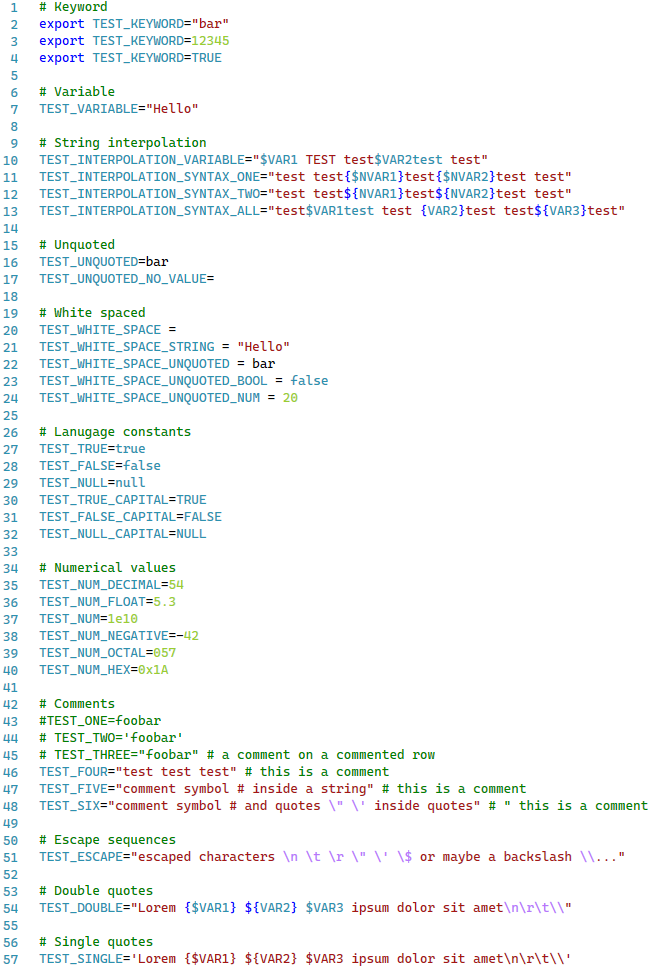 1 # Keyword
2 export TEST_KEYWORD="bar"
3 export TEST_KEYWORD=12345
4 export TEST_KEYWORD=TRUE
5
6 # Variable
7 TEST_VARIABLE="Hello"
8
9 # String interpolation
10 TEST_INTERPOLATION_VARIABLE="$VAR1 TEST test$VAR2test test"
11 TEST_INTERPOLATION_SYNTAX_ONE="test test{$NVAR1}test{$NVAR2}test test"
12 TEST_INTERPOLATION_SYNTAX_TWO="test test${NVAR1}test${NVAR2}test test"
13 TEST_INTERPOLATION_SYNTAX_ALL="test$VAR1test test {VAR2}test test${VAR3}test"
14
15 # Unquoted
16 TEST_UNQUOTED=bar
17 TEST_UNQUOTED_NO_VALUE=
18
19 # White spaced
20 TEST_WHITE_SPACE =
21 TEST_WHITE_SPACE_STRING = "Hello"
22 TEST_WHITE_SPACE_UNQUOTED = bar
23 TEST_WHITE_SPACE_UNQUOTED_BOOL = false
24 TEST_WHITE_SPACE_UNQUOTED_NUM = 20
25
26 # Lanugage constants
27 TEST_TRUE=true
28 TEST_FALSE=false
29 TEST_NULL=null
30 TEST_TRUE_CAPITAL=TRUE
31 TEST_FALSE_CAPITAL=FALSE
32 TEST_NULL_CAPITAL=NULL
33
34 # Numerical values
35 TEST_NUM_DECIMAL=54
36 TEST_NUM_FLOAT=5.3
37 TEST_NUM=1e10
38 TEST_NUM_NEGATIVE=-42
39 TEST_NUM_OCTAL=057
40 TEST_NUM_HEX=0x1A
41
42 # Comments
43 #TEST_ONE=foobar
44 # TEST_TWO='foobar'
45 # TEST_THREE="foobar" # a comment on a commented row
46 TEST_FOUR="test test test" # this is a comment
47 TEST_FIVE="comment symbol # inside a string" # this is a comment
48 TEST_SIX="comment symbol # and quotes \" \' inside quotes" # " this is a comment
49
50 # Escape sequences
51 TEST_ESCAPE="escaped characters \n \t \r \" \' \$ or maybe a backslash \\..."
52
53 # Double quotes
54 TEST_DOUBLE="Lorem {$VAR1} ${VAR2} $VAR3 ipsum dolor sit amet\n\r\t\\"
55
56 # Single quotes
57 TEST_SINGLE='Lorem {$VAR1} ${VAR2} $VAR3 ipsum dolor sit amet\n\r\t\\'